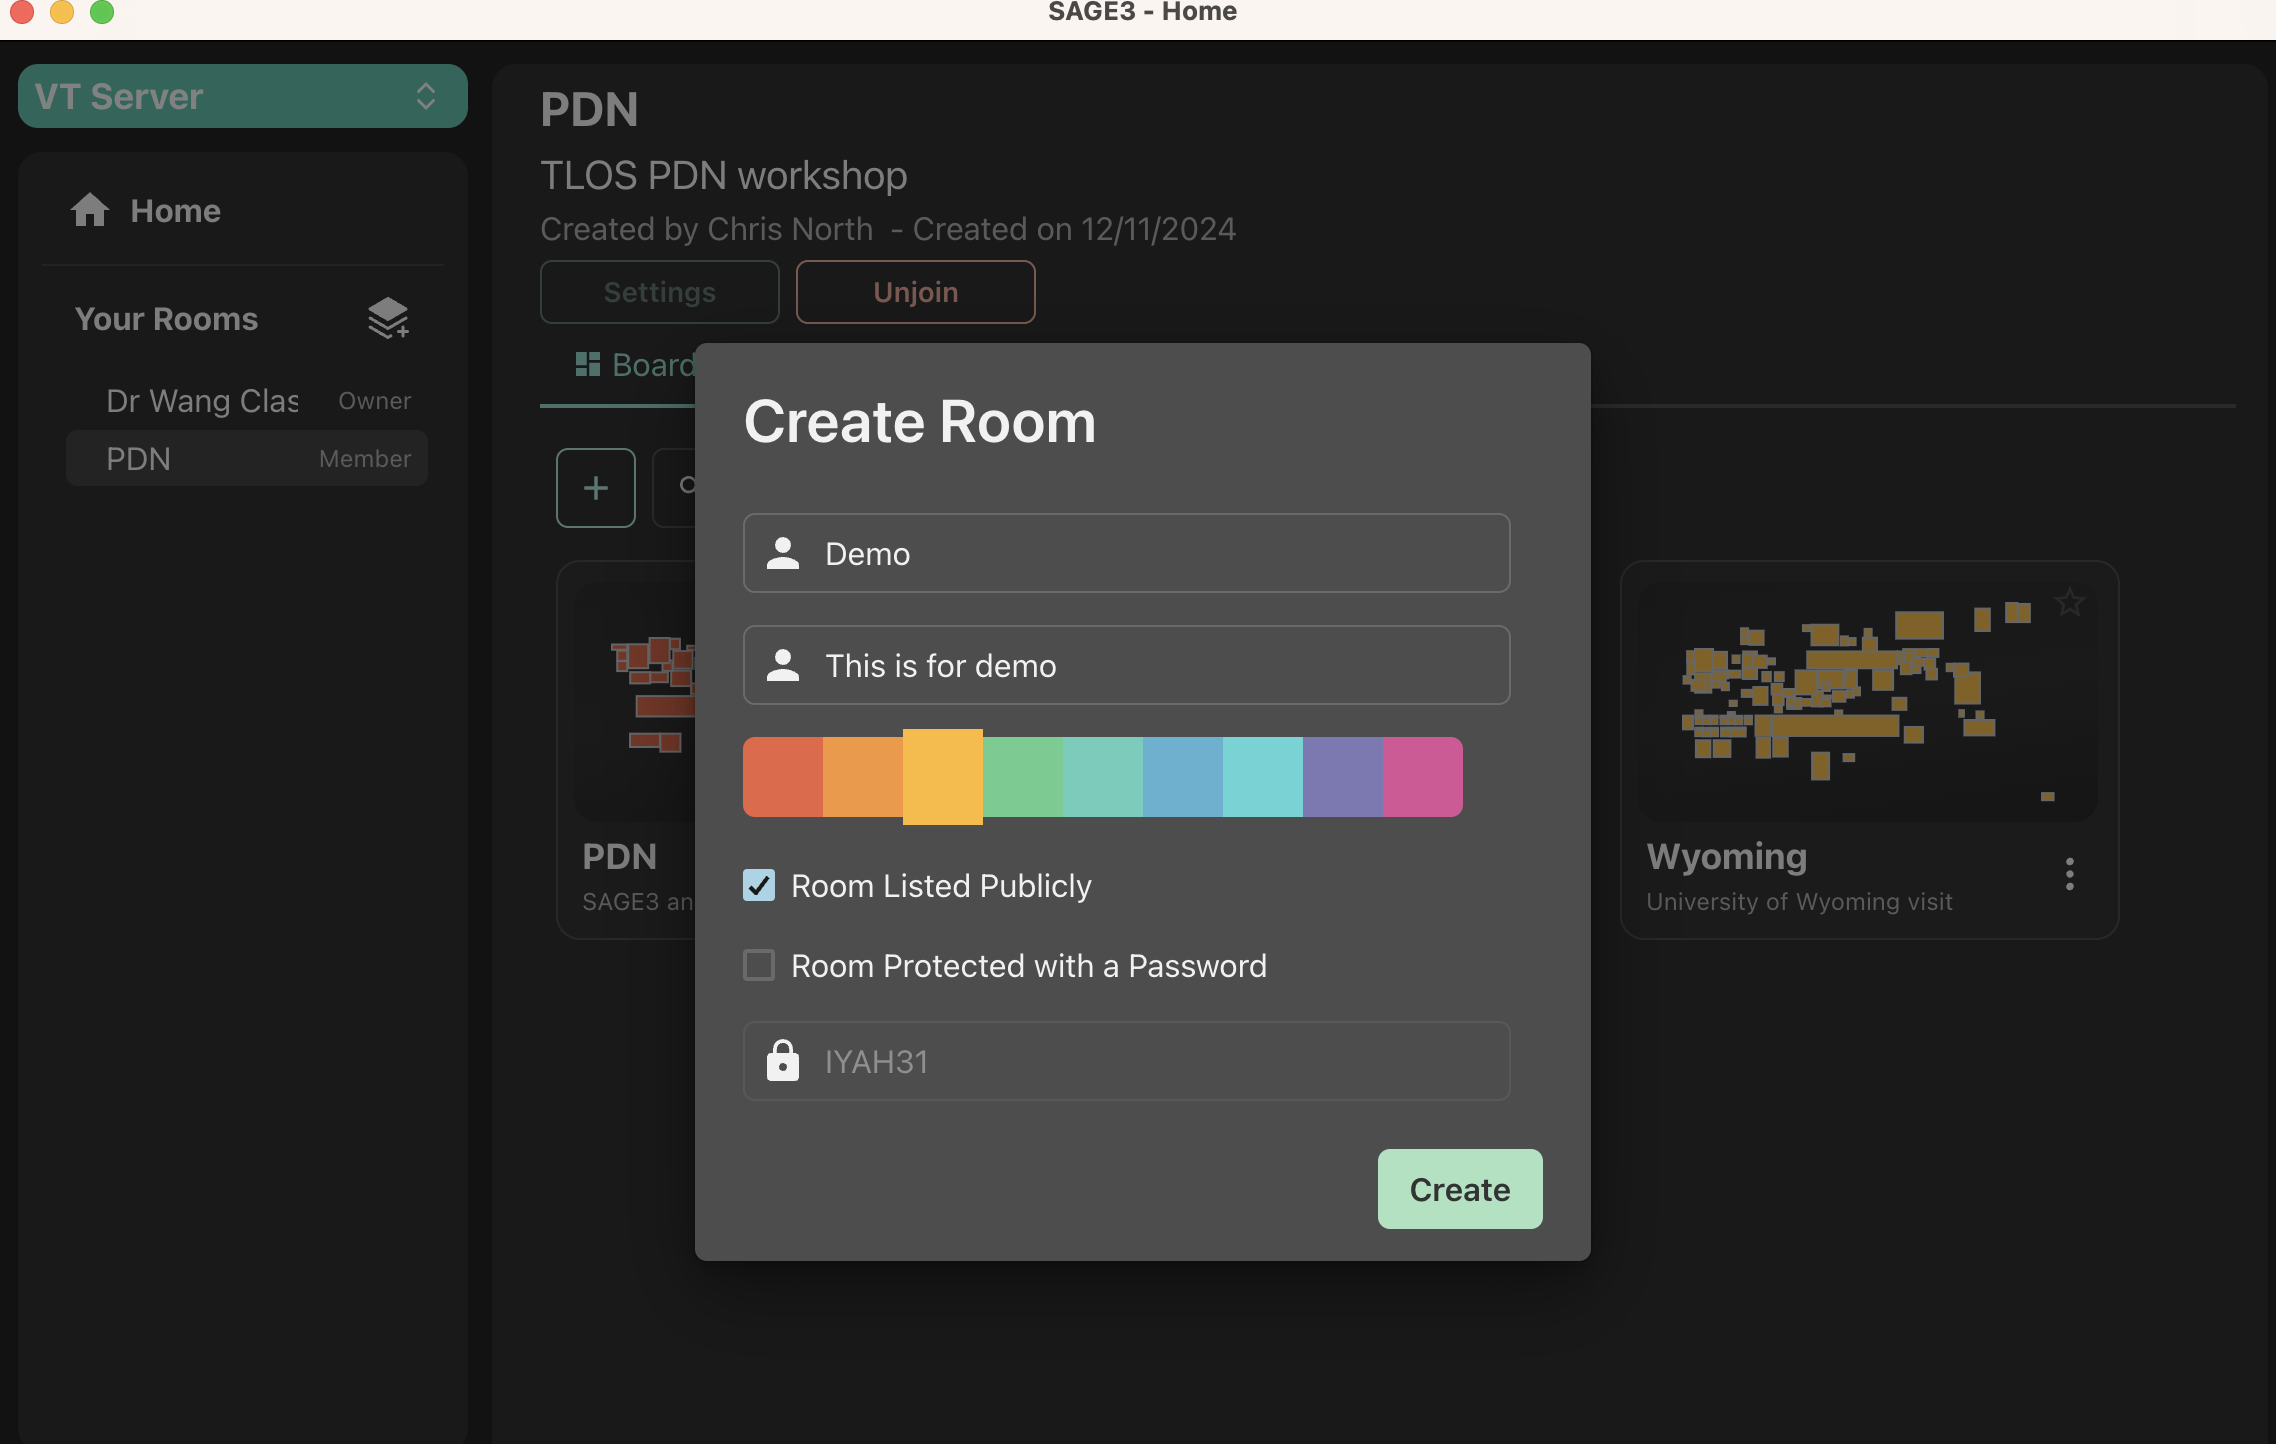 SAGE3 - Home
VT Server
Home
Your Rooms
Dr Wang Clas Owner
PDN Member
PDN
TLOS PDN workshop
Created by Chris North - Created on 12/11/2024
Settings Unjoin
Board
PDN
SAGE3 an
Wyoming
University of Wyoming visit
Create Room
Demo
This is for demo
Room Listed Publicly
Room Protected with a Password
IYAH31
Create